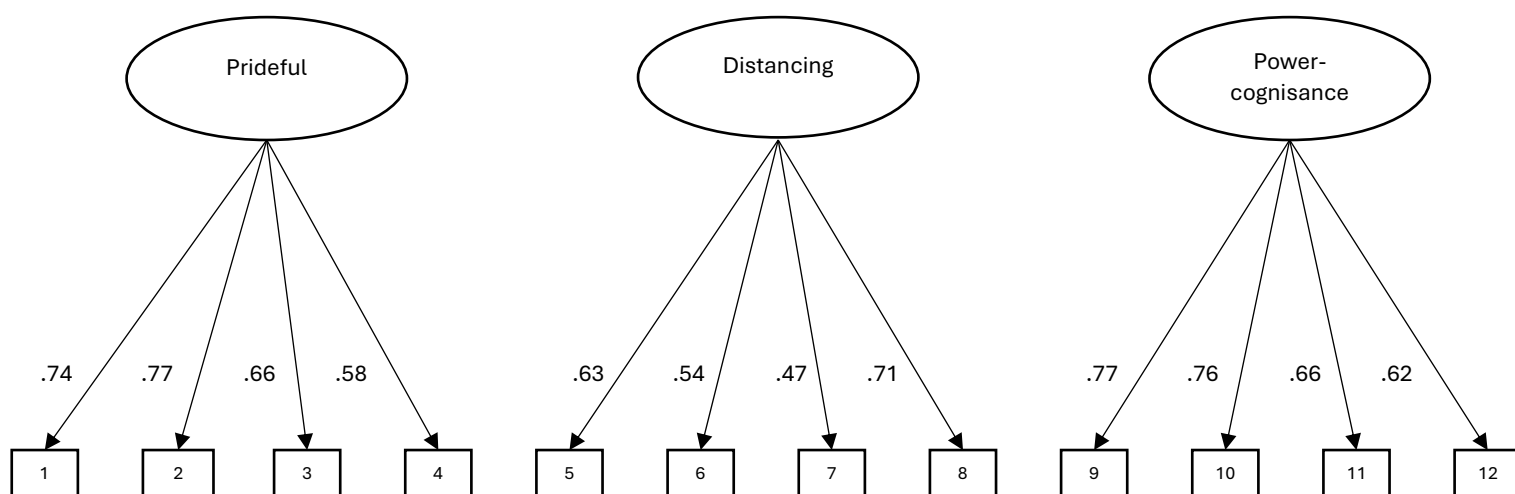 Prideful
Distancing
Power-
cognisance
.74 .77 .66 .58 .63 .54 .47 .71 .77 .76 .66 .62
1 2 3 4 5 6 7 8 9 10 11 12